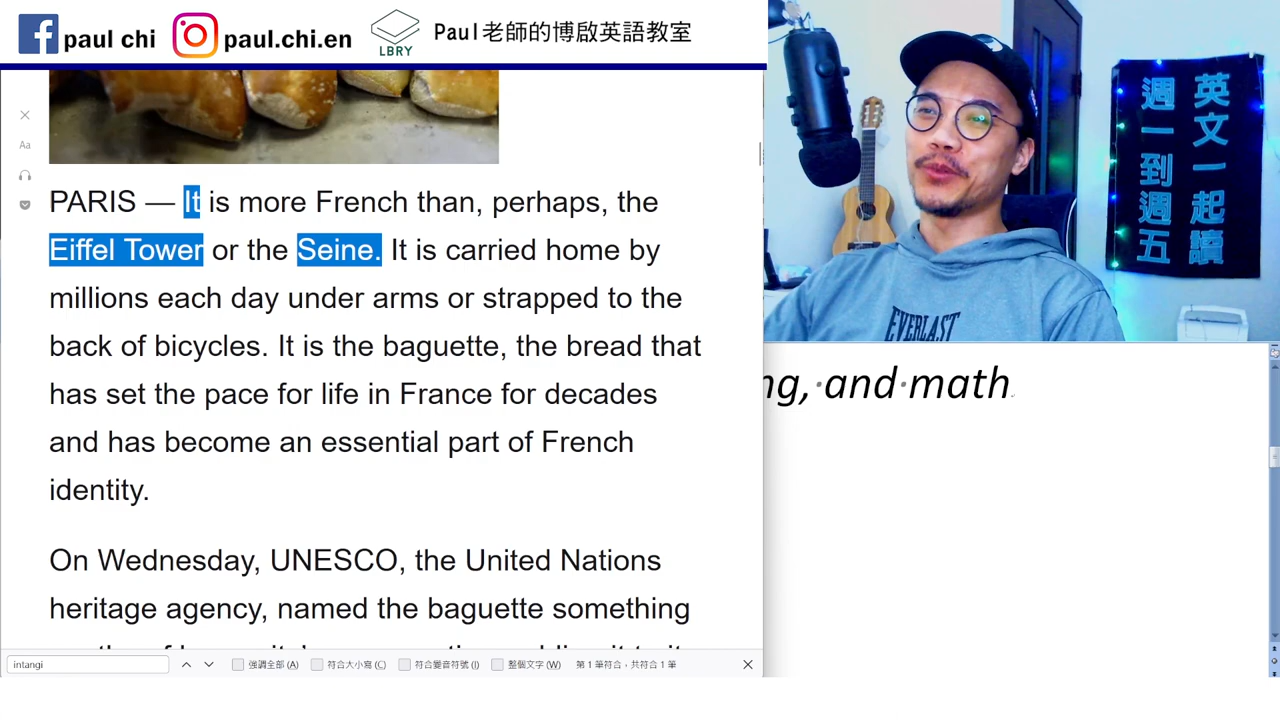 paul chi
paul.chi.en
LBRY
Paul老師的博啟英語教室
Aa
PARIS — It is more French than, perhaps, the
Eiffel Tower or the Seine. It is carried home by
millions each day under arms or strapped to the
back of bicycles. It is the baguette, the bread that
has set the pace for life in France for decades
and has become an essential part of French
identity.
On Wednesday, UNESCO, the United Nations
heritage agency, named the baguette something
intangi
強調全部 (A)
符合大小寫 (C)
符合變音符號 (I)
整個文字 (W)
第 1 筆符合，共符合 1 筆
英文一起讀
週一到週五
EVERLAST
ng, and math